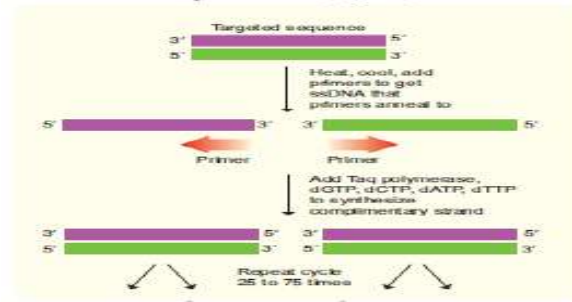 Targeted sequence
3′ 5′
5′ 3′
Heat, cool, add
primers to get
ssDNA that
primers anneal to
5′ 3′ 3′ 5′
Primer Primer
Add Taq polymerase,
dGTP, dCTP, dATP, dTTP
to synthesize
complimentary strand
3′ 5′ 3′ 5′
5′ 3′ 5′ 3′
Repeat cycle
25 to 75 times